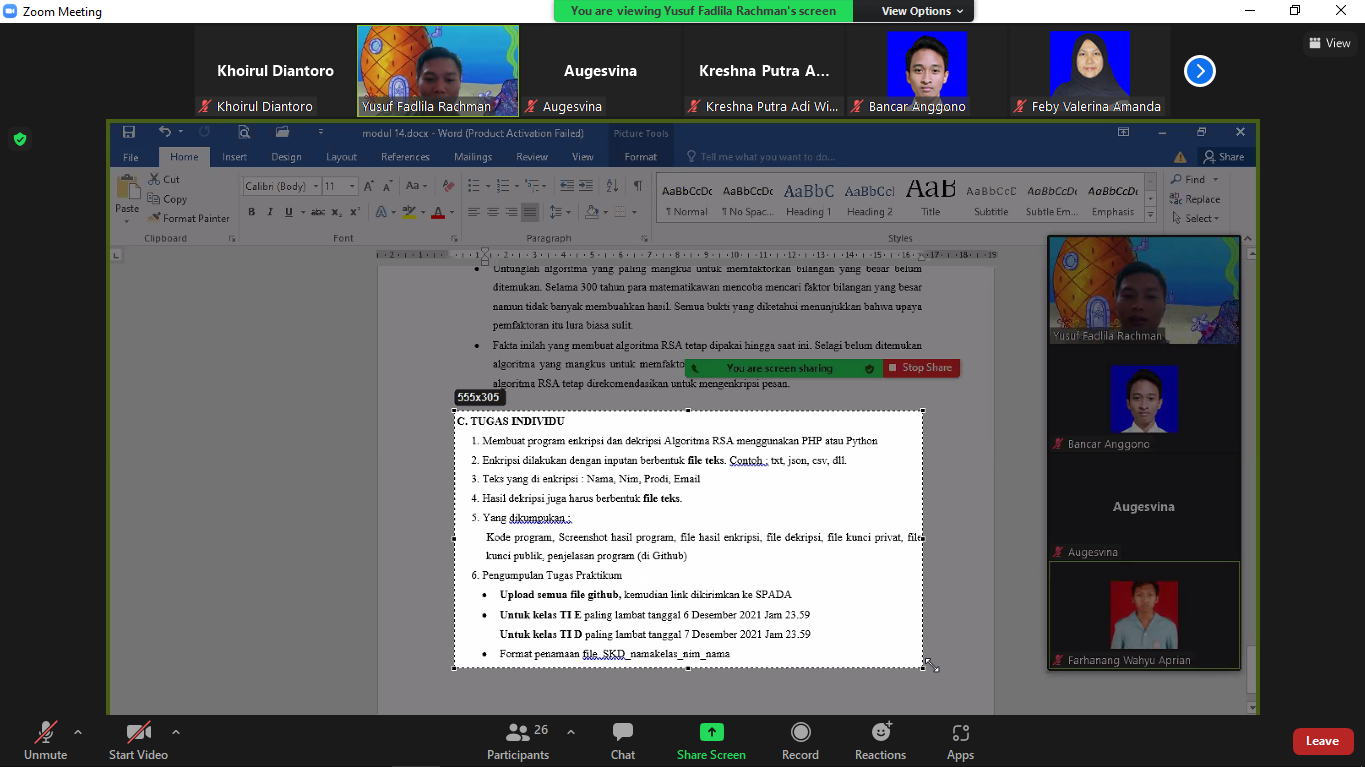 Zoom Meeting
You are viewing Yusuf Fadlila Rachman's screen
View Options
View
Khoirul Diantoro
Khoirul Diantoro
Yusuf Fadlila Rachman
Augesvina
Augesvina
Kreshna Putra A...
Kreshna Putra Adi Wi...
Bancar Anggono
Feby Valerina Amanda
modul 14.docx - Word (Product Activation Failed)
Picture Tools
File
Home
Insert
Design
Layout
References
Mailings
Review
View
Format
Tell me what you want to do...
Share
Paste
Cut
Copy
Format Painter
Clipboard
Calibri (Body)
11
Font
Paragraph
AaBbCcDc
¶ Normal
AaBbCcDc
¶ No Spac...
AaBbC
Heading 1
AaBbCcI
Heading 2
AaB
Title
AaBbCcD
Subtitle
AaBbCcDi
Subtle Em...
AaBbCcDi
Emphasis
Styles
Find
Replace
Select
• Untunglah algoritma yang paling mangkua untuk memfaktorkan bilangan yang besar belum
ditemukan. Selama 300 tahun para matematikawan mencoba mencari faktor bilangan yang besar
namun tidak banyak membuahkan hasil. Semua bukti yang diketahui menunjukkan bahwa upaya
pemfaktoran itu lura biasa sulit.
• Fakta inilah yang membuat algoritma RSA tetap dipakai hingga saat ini. Selagi belum ditemukan
algoritma yang mangkus untuk memfakto
algoritma RSA tetap direkomendasikan untuk mengenkripsi pesan.
You are screen sharing
Stop Share
555x305
C. TUGAS INDIVIDU
1. Membuat program enkripsi dan dekripsi Algoritma RSA menggunakan PHP atau Python
2. Enkripsi dilakukan dengan inputan berbentuk file teks. Contoh : txt, json, csv, dll.
3. Teks yang di enkripsi : Nama, Nim, Prodi, Email
4. Hasil dekripsi juga harus berbentuk file teks.
5. Yang dikumpukan :
Kode program, Screenshot hasil program, file hasil enkripsi, file dekripsi, file kunci privat, file
kunci publik, penjelasan program (di Github)
6. Pengumpulan Tugas Praktikum
• Upload semua file github, kemudian link dikirimkan ke SPADA
• Untuk kelas TI E paling lambat tanggal 6 Desember 2021 Jam 23.59
Untuk kelas TI D paling lambat tanggal 7 Desember 2021 Jam 23.59
• Format penamaan file SKD_namakelas_nim_nama
Yusuf Fadlila Rachman
Bancar Anggono
Augesvina
Augesvina
Farhanang Wahyu Aprian
Unmute
Start Video
Participants
26
Chat
Share Screen
Record
Reactions
Apps
Leave